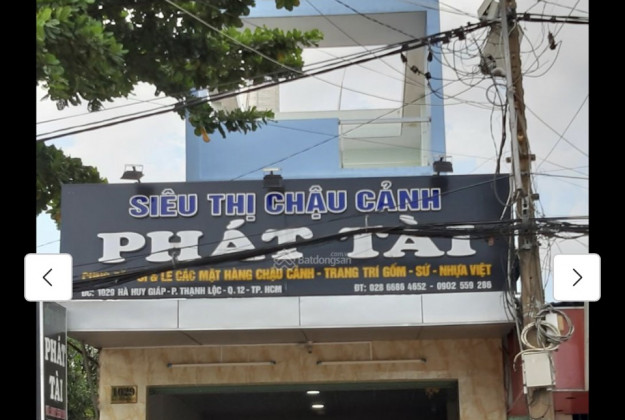 SIÊU THỊ CHẬU CẢNH
PHÁT TÀI
& LẺ CÁC MẶT HÀNG CHẬU CẢNH - TRANG TRÍ GỐM - SỨ - NHỰA VIỆT
ĐC: 1029 HÀ HUY GIÁP - P. THẠNH LỘC - Q. 12 - TP. HCM
ĐT: 028 6686 4652 - 0902 559 286
Batdongsan
PHÁT
TÀI
1029